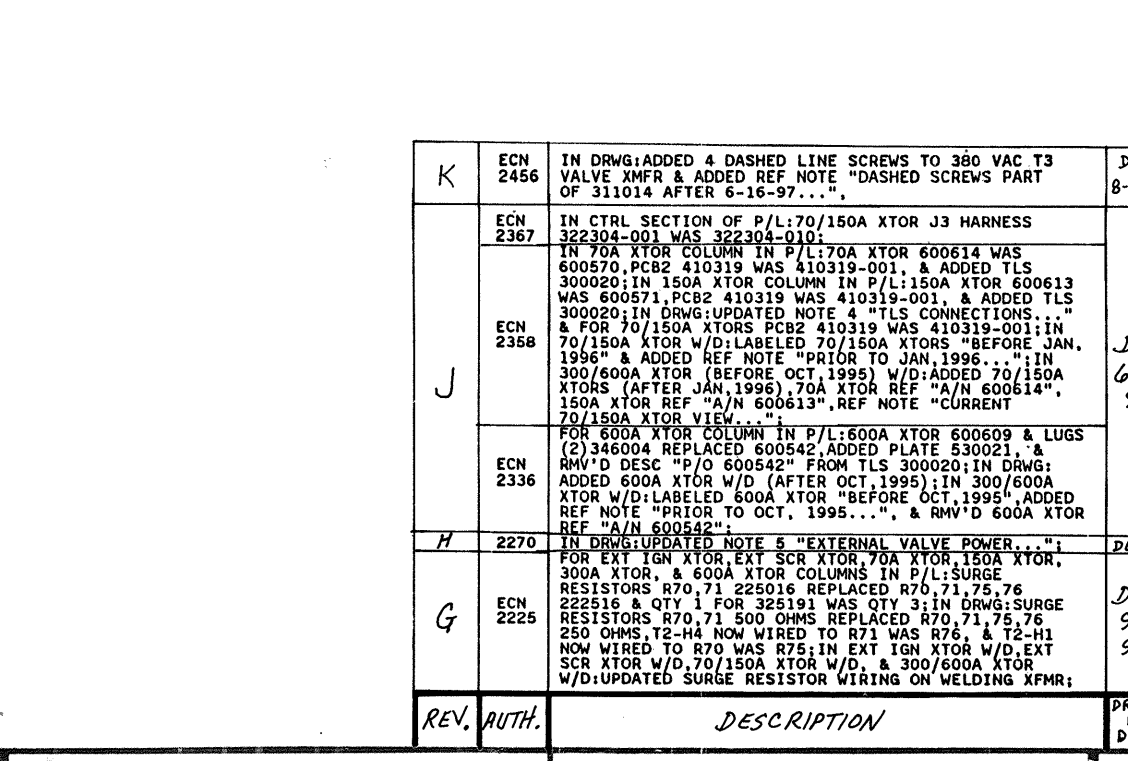 K
ECN
2456
IN DRWG:ADDED 4 DASHED LINE SCREWS TO 380 VAC T3
VALVE XMFR & ADDED REF NOTE "DASHED SCREWS PART
OF 311014 AFTER 6-16-97...",
D
8-
J
ECN
2367
IN CTRL SECTION OF P/L:70/150A XTOR J3 HARNESS
322304-001 WAS 322304-010;
ECN
2358
IN 70A XTOR COLUMN IN P/L:70A XTOR 600614 WAS
600570,PCB2 410319 WAS 410319-001, & ADDED TLS
300020;IN 150A XTOR COLUMN IN P/L:150A XTOR 600613
WAS 600571,PCB2 410319 WAS 410319-001, & ADDED TLS
300020;IN DRWG:UPDATED NOTE 4 "TLS CONNECTIONS..."
& FOR 70/150A XTORS PCB2 410319 WAS 410319-001;IN
70/150A XTOR W/D:LABELED 70/150A XTORS "BEFORE JAN,
1996" & ADDED REF NOTE "PRIOR TO JAN,1996...";IN
300/600A XTOR (BEFORE OCT,1995) W/D:ADDED 70/150A
XTORS (AFTER JAN,1996),70A XTOR REF "A/N 600614",
150A XTOR REF "A/N 600613",REF NOTE "CURRENT
70/150A XTOR VIEW...";
6
ECN
2336
FOR 600A XTOR COLUMN IN P/L:600A XTOR 600609 & LUGS
(2)346004 REPLACED 600542,ADDED PLATE 530021, &
RMV'D DESC "P/O 600542" FROM TLS 300020;IN DRWG:
ADDED 600A XTOR W/D (AFTER OCT,1995);IN 300/600A
XTOR W/D:LABELED 600A XTOR "BEFORE OCT,1995",ADDED
REF NOTE "PRIOR TO OCT, 1995...", & RMV'D 600A XTOR
REF "A/N 600542";
H
2270
IN DRWG:UPDATED NOTE 5 "EXTERNAL VALVE POWER...";
G
ECN
2225
FOR EXT IGN XTOR,EXT SCR XTOR,70A XTOR,150A XTOR,
300A XTOR, & 600A XTOR COLUMNS IN P/L:SURGE
RESISTORS R70,71 225016 REPLACED R70,71,75,76
222516 & QTY 1 FOR 325191 WAS QTY 3;IN DRWG:SURGE
RESISTORS R70,71 500 OHMS REPLACED R70,71,75,76
250 OHMS,T2-H4 NOW WIRED TO R71 WAS R76, & T2-H1
NOW WIRED TO R70 WAS R75;IN EXT IGN XTOR W/D,EXT
SCR XTOR W/D,70/150A XTOR W/D, & 300/600A XTOR
W/D:UPDATED SURGE RESISTOR WIRING ON WELDING XFMR;
D
REV.
AUTH.
DESCRIPTION
DR
D